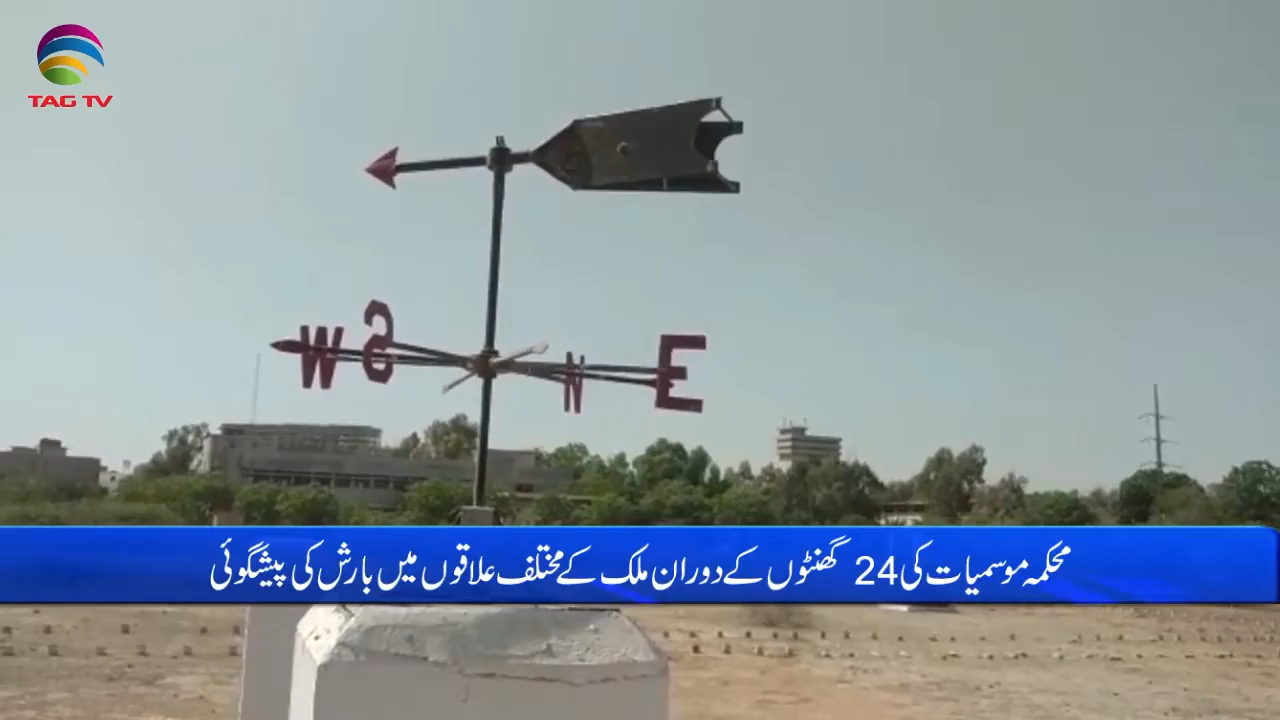 TAG TV
W S N E
محکمہ موسمیات کی 24 گھنٹوں کے دوران ملک کے مختلف علاقوں میں بارش کی پیشگوئی